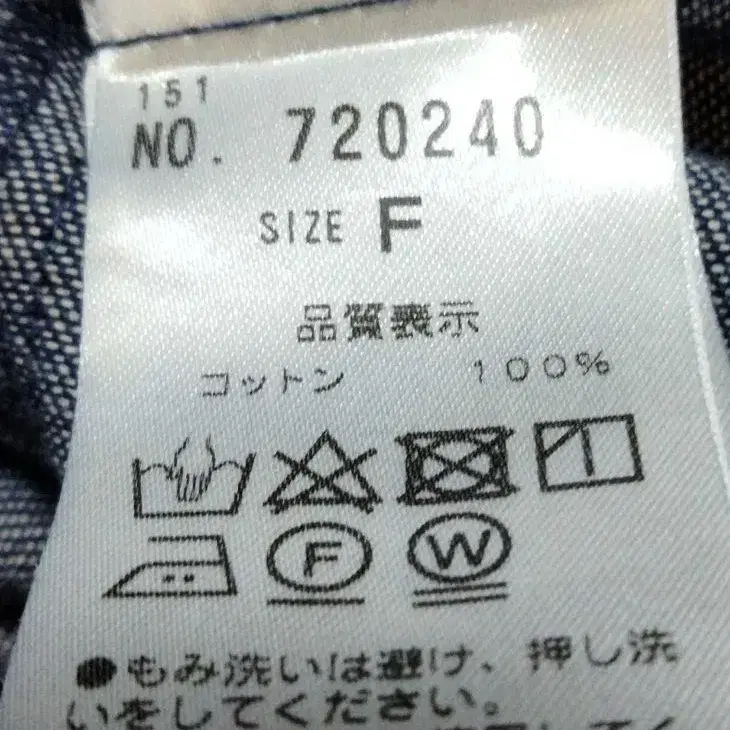 151
NO. 720240
SIZE F
品質表示
コットン 100%
F W
●もみ洗いは避け、押し洗
いをしてください。